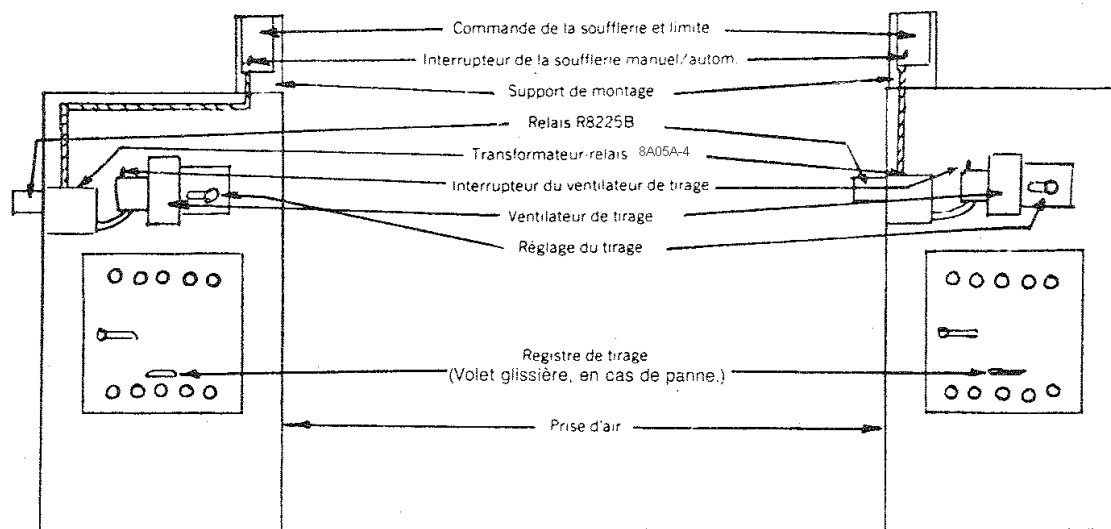 Commande de la soufflerie et limite
Interrupteur de la soufflerie manuel./autom.
Support de montage
Relais R8225B
Transformateur-relais 8A05A-4
Interrupteur du ventilateur de tirage
Ventilateur de tirage
Réglage du tirage
Registre de tirage
(Volet glissière, en cas de panne.)
Prise d'air